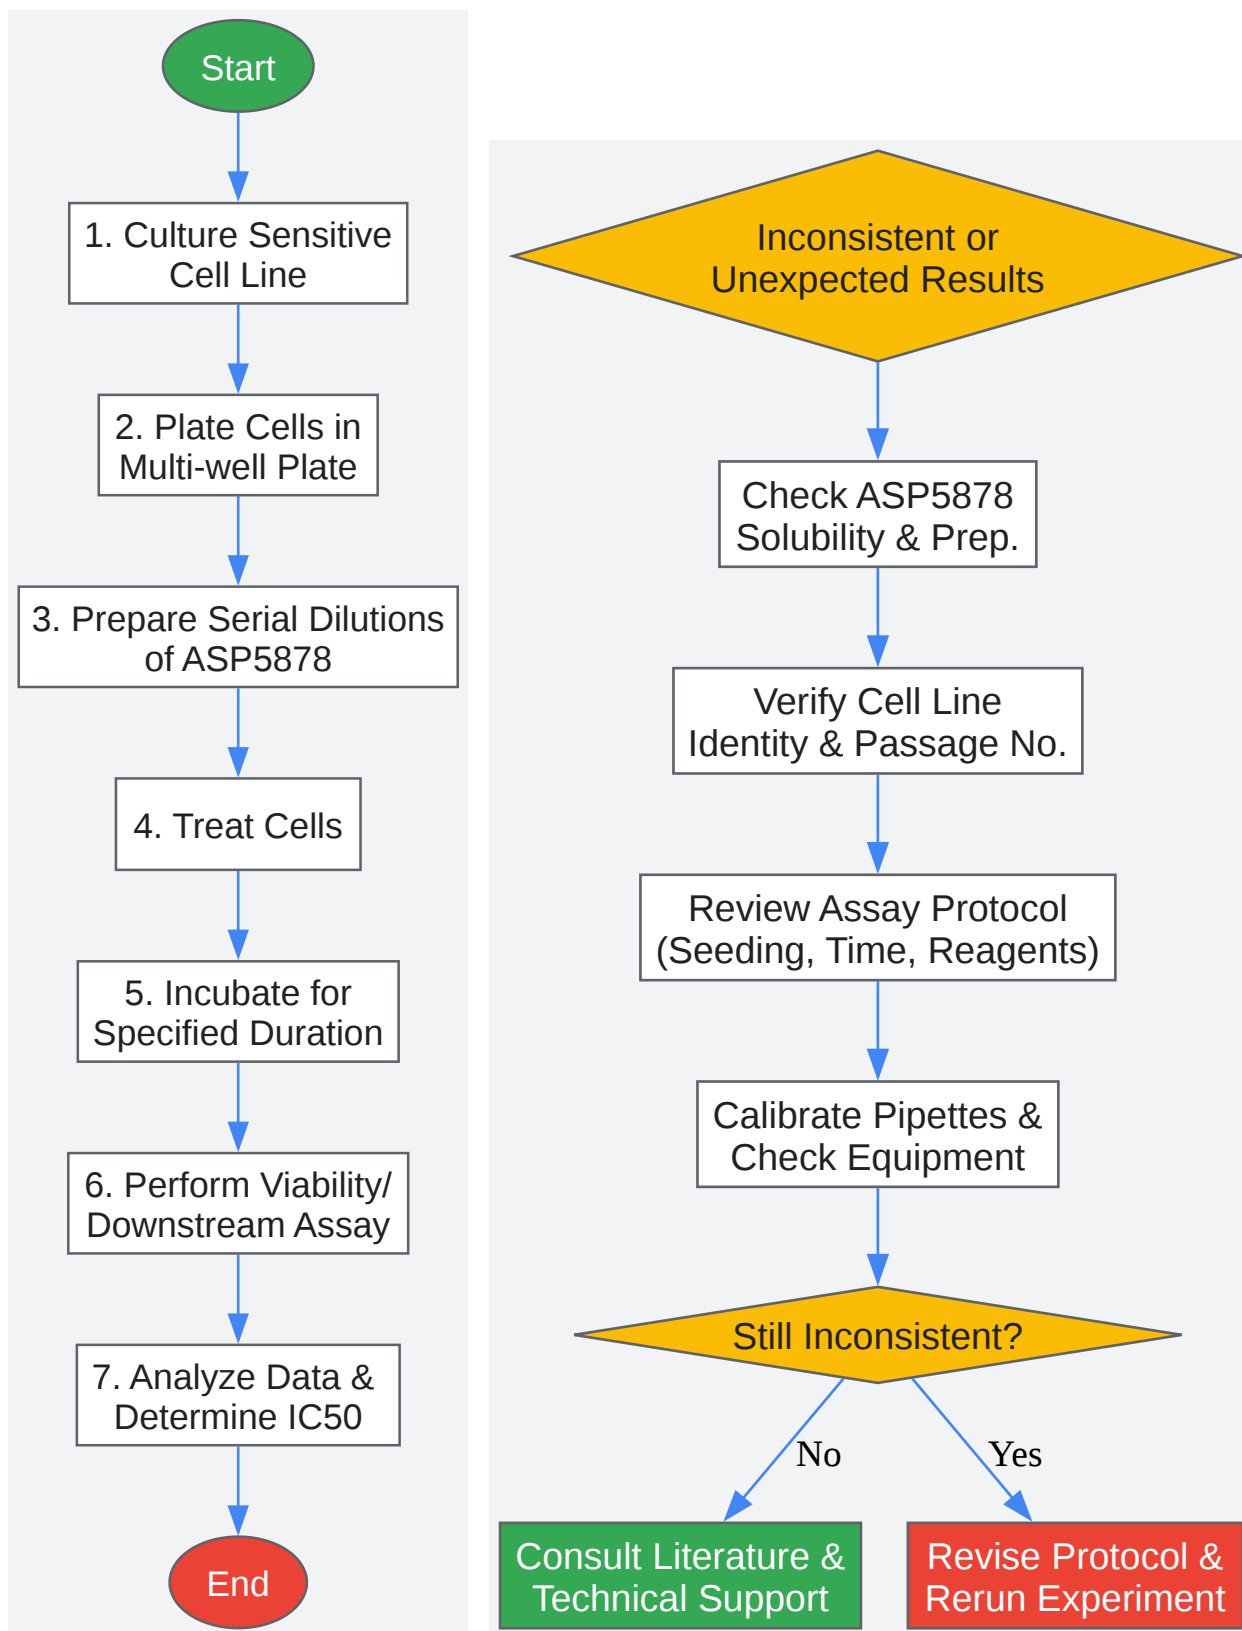 Start
1. Culture Sensitive
Cell Line
2. Plate Cells in
Multi-well Plate
3. Prepare Serial Dilutions
of ASP5878
4. Treat Cells
5. Incubate for
Specified Duration
6. Perform Viability/
Downstream Assay
7. Analyze Data &
Determine IC50
End
Inconsistent or
Unexpected Results
Check ASP5878
Solubility & Prep.
Verify Cell Line
Identity & Passage No.
Review Assay Protocol
(Seeding, Time, Reagents)
Calibrate Pipettes &
Check Equipment
Still Inconsistent?
No
Yes
Consult Literature &
Technical Support
Revise Protocol &
Rerun Experiment